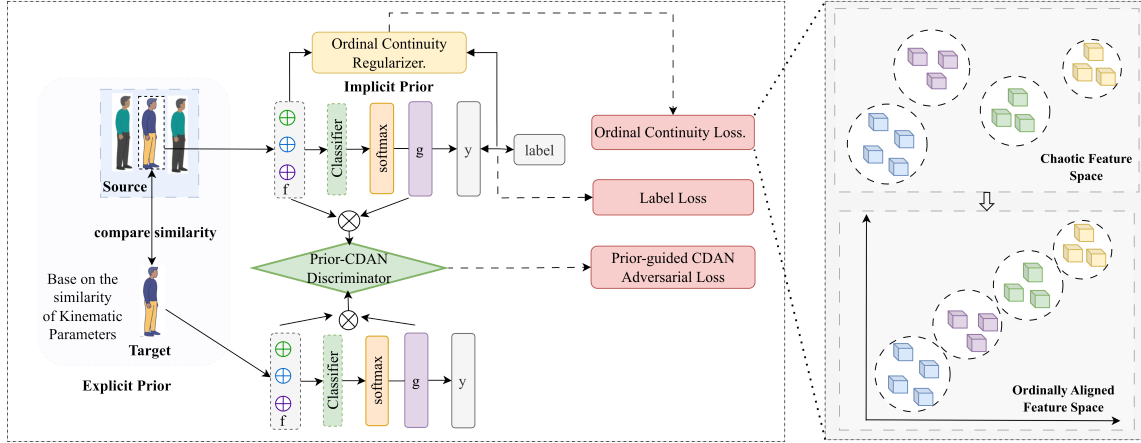 Ordinal Continuity
Regularizer.
Implicit Prior
Source
compare similarity
Base on the
similarity
of Kinematic
Parameters
Target
Explicit Prior
f
Classifier
softmax
g
y
label
Prior-CDAN
Discriminator
f
Classifier
softmax
g
y
Ordinal Continuity Loss.
Label Loss
Prior-guided CDAN
Adversarial Loss
Chaotic Feature
Space
Ordinally Aligned
Feature Space